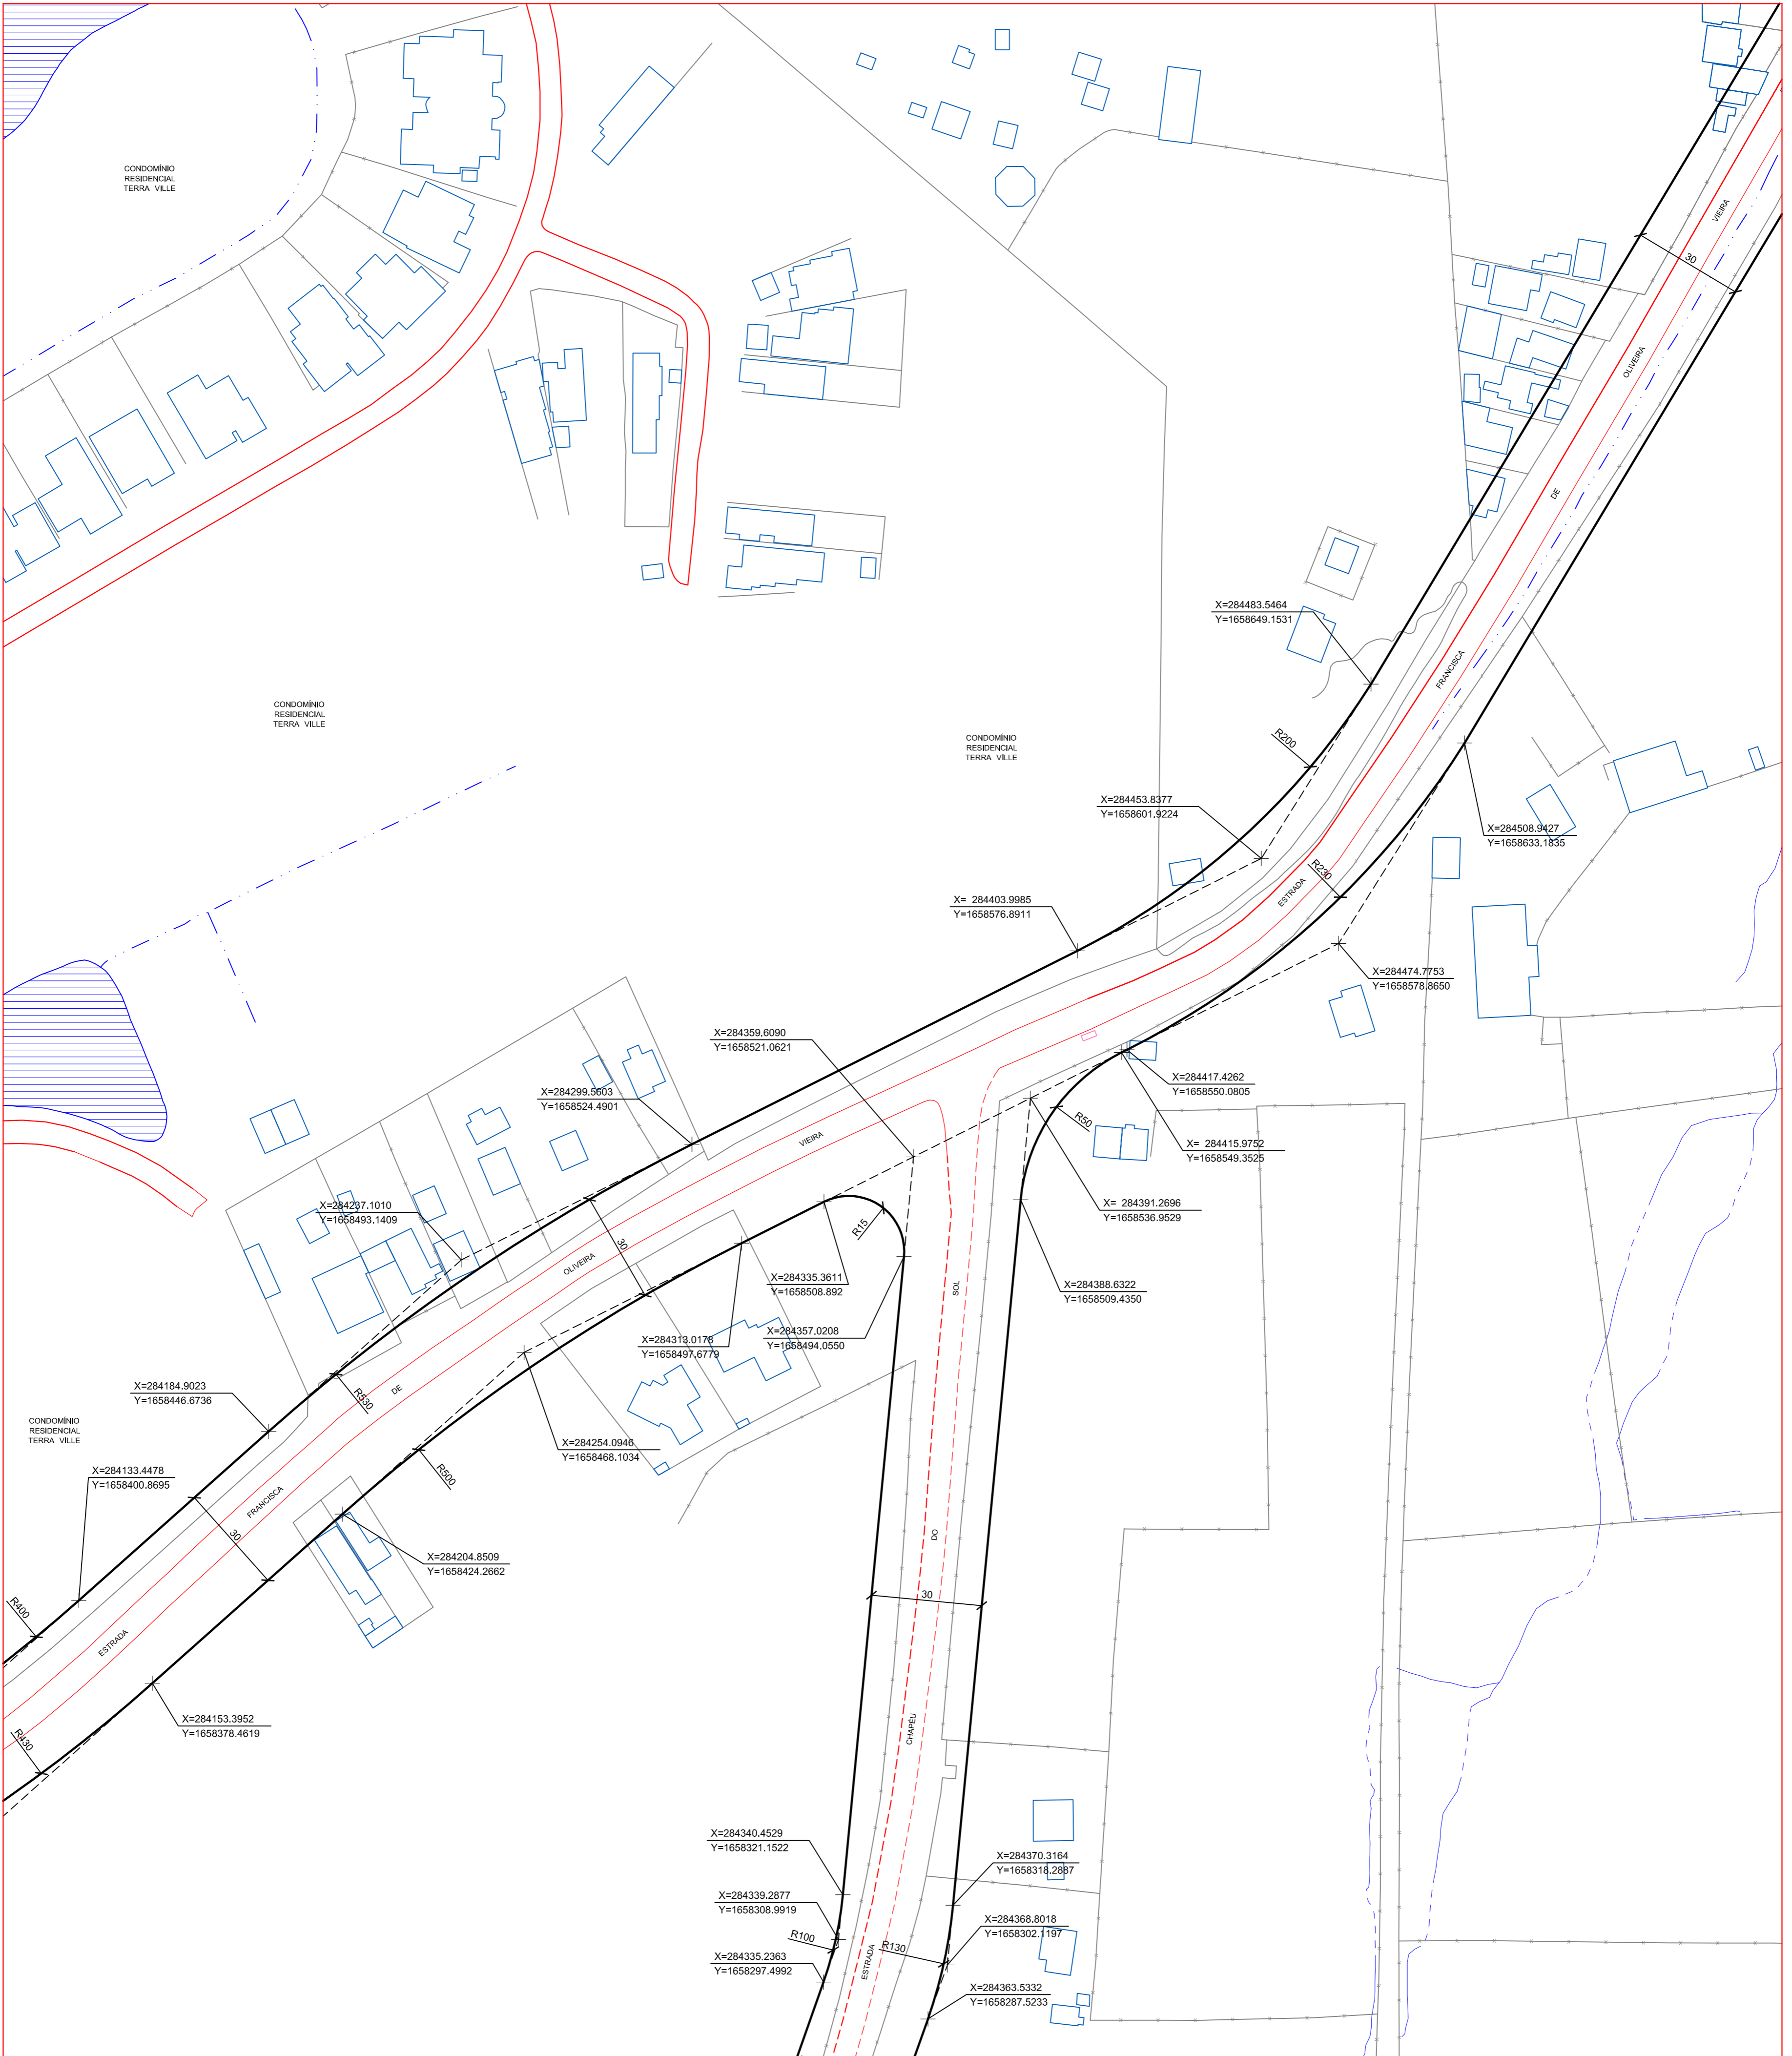 CONDOMÍNIO
RESIDENCIAL
TERRA VILLE
VIEIRA
30
OLIVEIRA
DE
X=284483.5464
Y=1658649.1531
FRANCISCA
CONDOMÍNIO
RESIDENCIAL
TERRA VILLE
CONDOMÍNIO
RESIDENCIAL
TERRA VILLE
R200
X=284453.8377
Y=1658601.9224
X=284508.9427
Y=1658633.1835
R230
ESTRADA
X= 284403.9985
Y=1658576.8911
X=284474.7753
Y=1658578.8650
X=284359.6090
Y=1658521.0621
X=284417.4262
Y=1658550.0805
X=284299.5603
Y=1658524.4901
R50
VIEIRA
X= 284415.9752
Y=1658549.3525
X=284237.1010
Y=1658493.1409
X= 284391.2696
Y=1658536.9529
R15
30
OLIVEIRA
X=284335.3611
Y=1658508.892
SOL
X=284388.6322
Y=1658509.4350
X=284313.0178
Y=1658497.6779
X=284357.0208
Y=1658494.0550
X=284184.9023
Y=1658446.6736
DE
R530
CONDOMÍNIO
RESIDENCIAL
TERRA VILLE
X=284254.0946
Y=1658468.1034
X=284133.4478
Y=1658400.8695
R500
FRANCISCA
30
DO
X=284204.8509
Y=1658424.2662
30
R400
ESTRADA
X=284153.3952
Y=1658378.4619
R430
CHAPÉU
X=284340.4529
Y=1658321.1522
X=284370.3164
Y=1658318.2887
X=284339.2877
Y=1658308.9919
X=284368.8018
Y=1658302.1197
R100
R130
X=284335.2363
Y=1658297.4992
ESTRADA
X=284363.5332
Y=1658287.5233